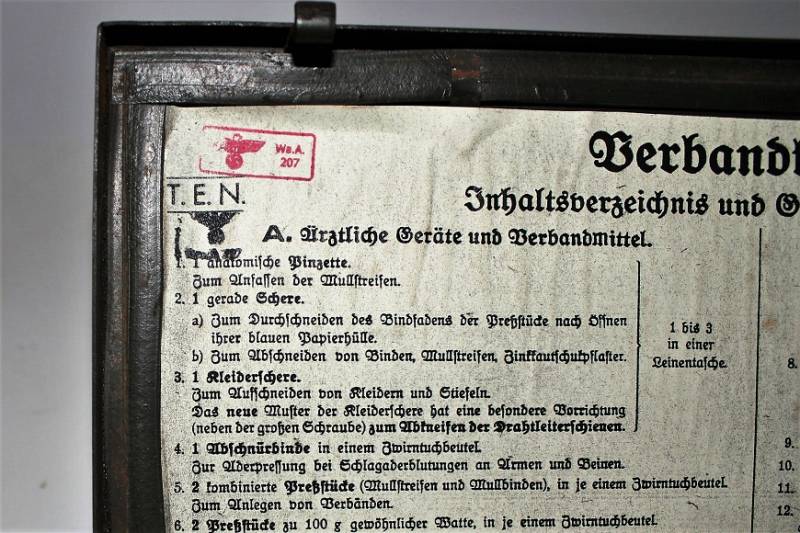 Wa.A.
207
T.E.N.
Inhaltsverzeichnis und
A. Ärztliche Geräte und Verbandmittel.
1. 1 anatomische Pinzette.
Zum Anfassen der Mullstreifen.
2. 1 gerade Schere.
a) Zum Durchschneiden des Bindfadens der Preßstücke nach Öffnen
ihrer blauen Papierhülle.
b) Zum Abschneiden von Binden, Mullstreifen, Zinkkautschukpflaster.
3. 1 Kleiderschere.
Zum Aufschneiden von Kleidern und Stiefeln.
Das neue Muster der Kleiderschere hat eine besondere Vorrichtung
(neben der großen Schraube) zum Abkneifen der Drahtleiterschienen.
1 bis 3
in einer
Leinentasche.
4. 1 Abschnürbinde in einem Zwirntuchbeutel.
Zur Aderpressung bei Schlagaderblutungen an Armen und Beinen.
5. 2 kombinierte Preßstücke (Mullstreifen und Mullbinden), in je einem Zwirntuchbeutel.
Zum Anlegen von Verbänden.
6. 2 Preßstücke zu 100 g gewöhnlicher Watte, in je einem Zwirntuchbeutel.
8.
9.
10.
11.
12.